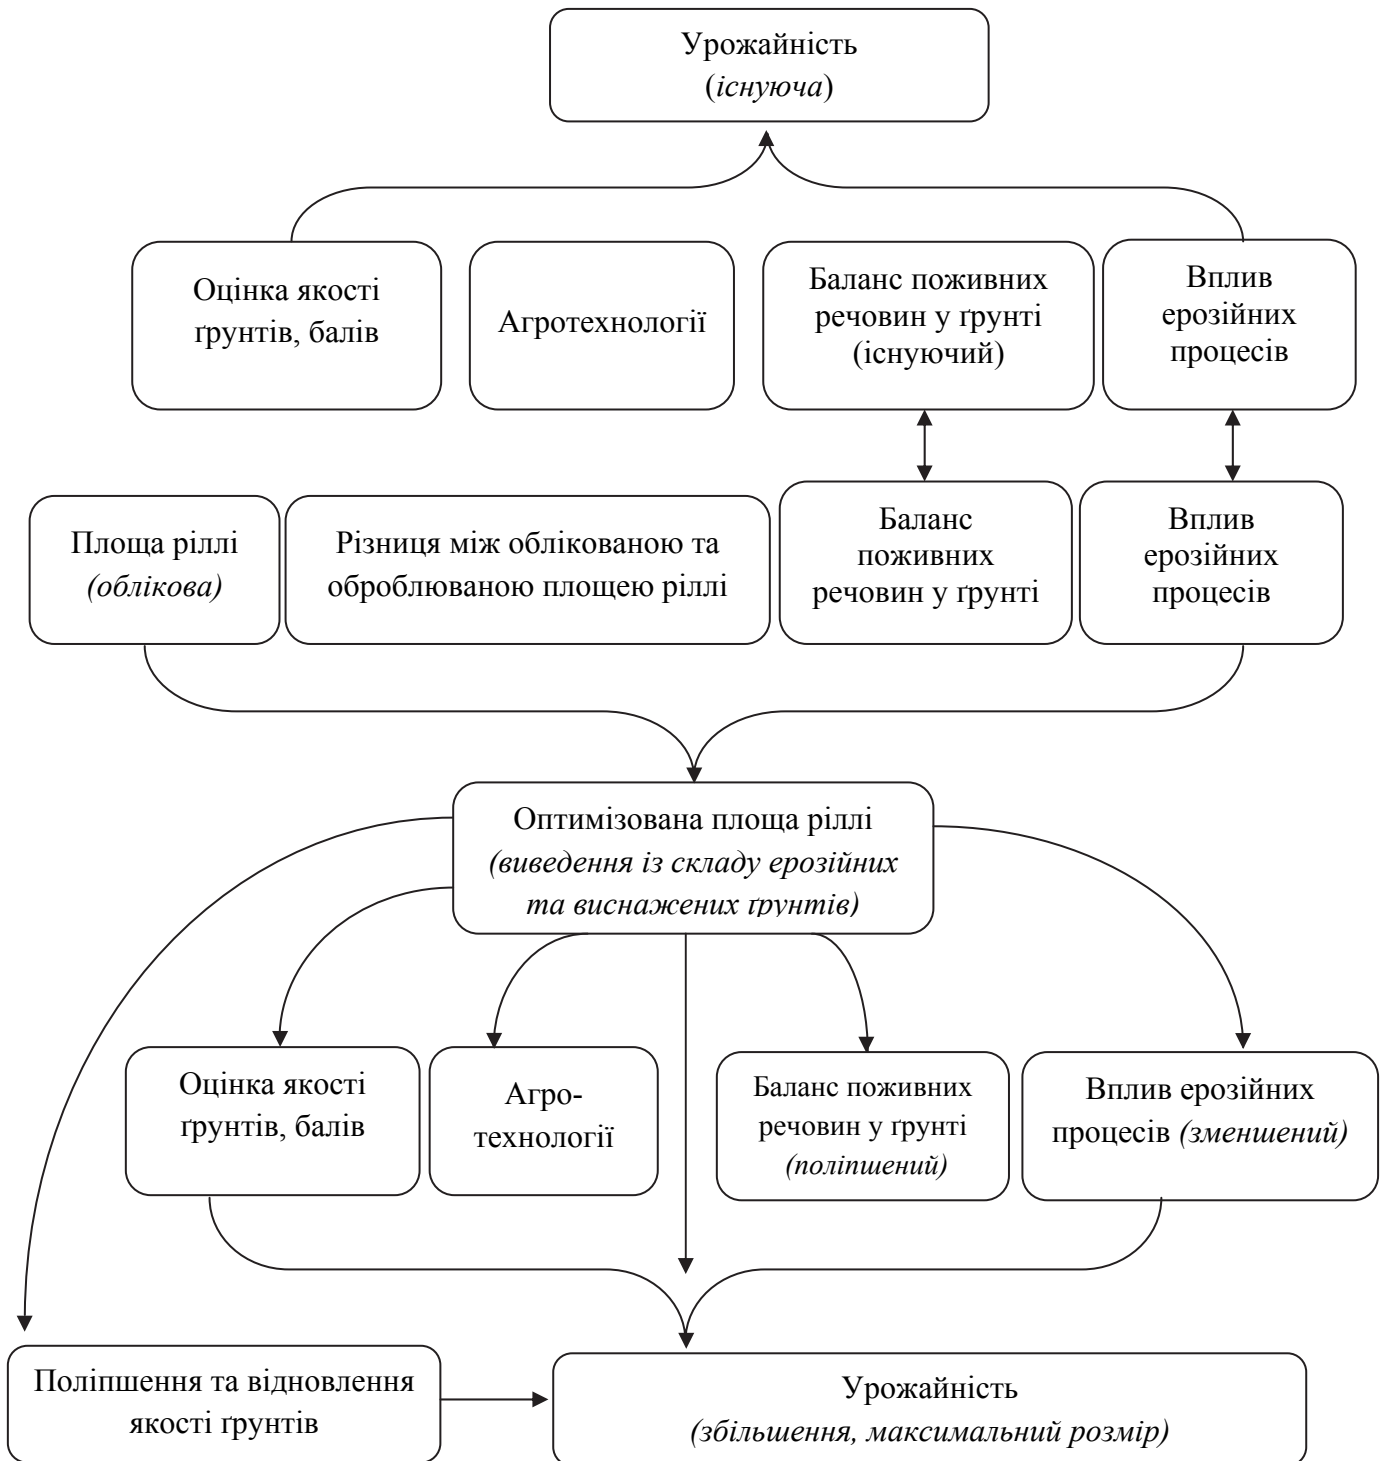 Урожайність
(існуюча)
Оцінка якості
ґрунтів, балів
Агротехнології
Баланс поживних
речовин у ґрунті
(існуючий)
Вплив
ерозійних
процесів
Площа ріллі
(облікова)
Різниця між облікованою та
оброблюваною площею ріллі
Баланс
поживних
речовин у ґрунті
Вплив
ерозійних
процесів
Оптимізована площа ріллі
(виведення із складу ерозійних
та виснажених ґрунтів)
Оцінка якості
ґрунтів, балів
Агро-
технології
Баланс поживних
речовин у ґрунті
(поліпшений)
Вплив ерозійних
процесів (зменшений)
Поліпшення та відновлення
якості ґрунтів
Урожайність
(збільшення, максимальний розмір)